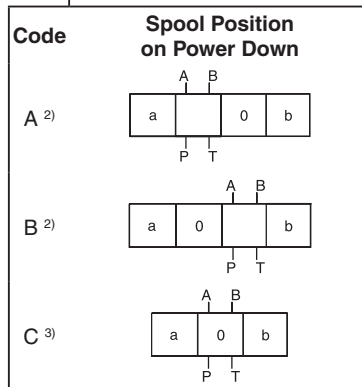 Code Spool Position
on Power Down
A B
A 2) a 0 b
P T
A B
B 2) a 0 b
P T
A B
C 3) a 0 b
P T